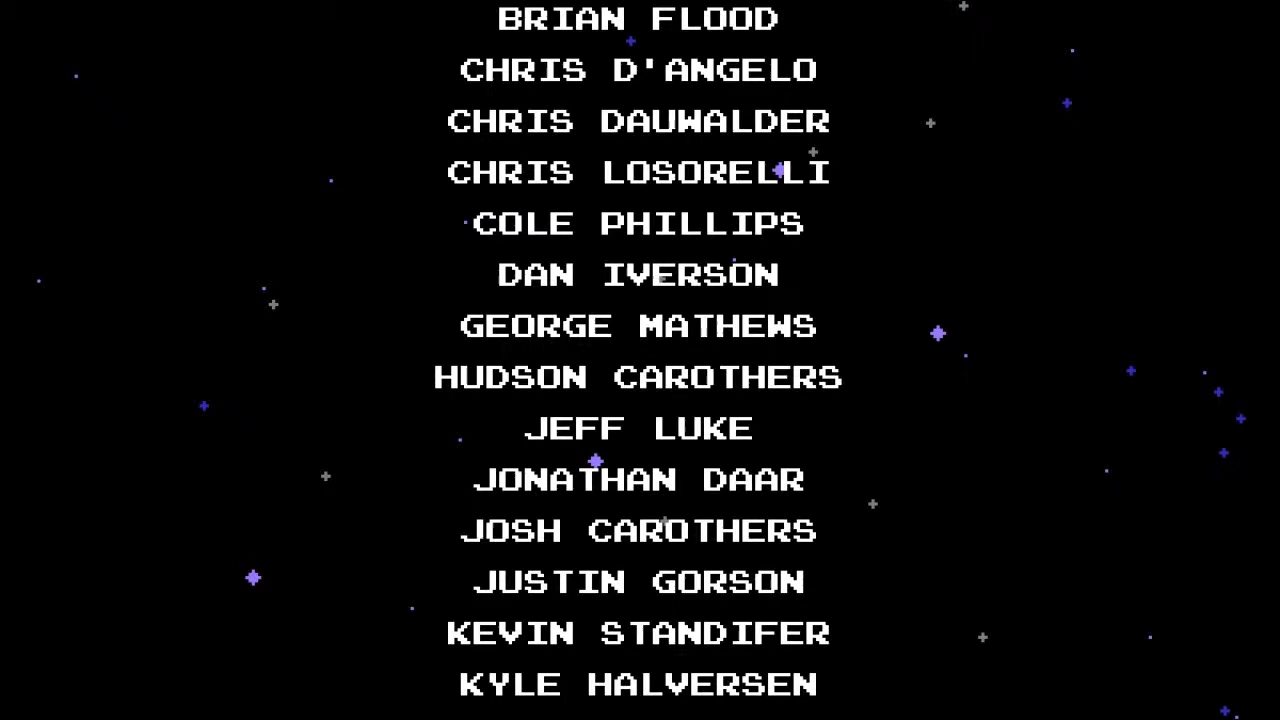 BRIAN FLOOD
CHRIS D'ANGELO
CHRIS DAUWALDER
CHRIS LOSORELLI
COLE PHILLIPS
DAN IVERSON
GEORGE MATHEWS
HUDSON CAROTHERS
JEFF LUKE
JONATHAN DAAR
JOSH CAROTHERS
JUSTIN GORSON
KEVIN STANDIFER
KYLE HALVERSEN